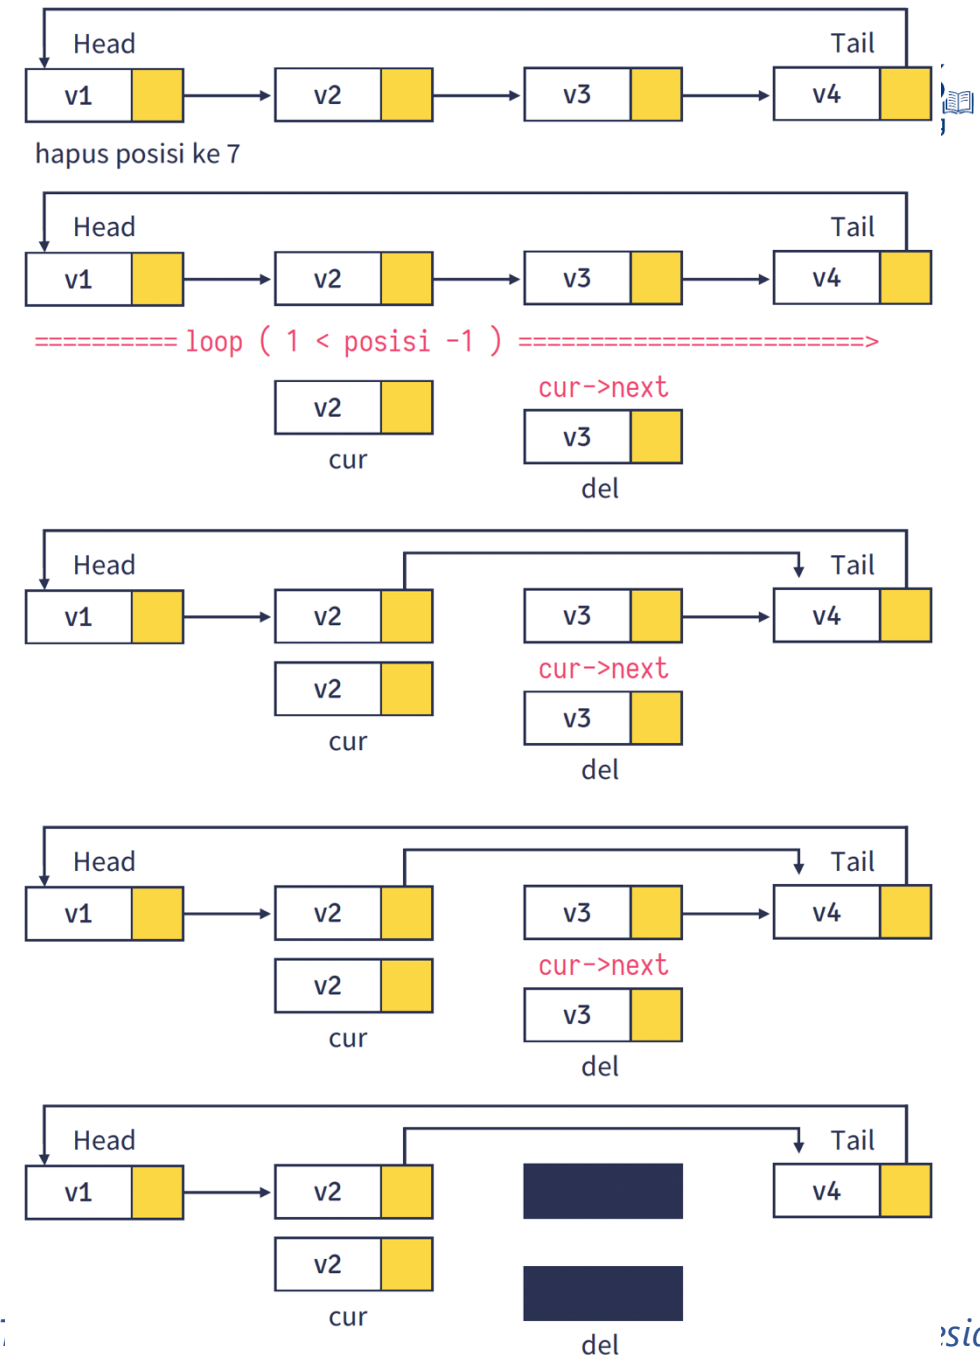 Head Tail
v1 v2 v3 v4
hapus posisi ke 7
Head Tail
v1 v2 v3 v4
========== loop ( 1 < posisi -1 ) ========================>
cur->next
v2 v3
cur
del
Head Tail
v1 v2 v3 v4
cur->next
v2 v3
cur
del
Head Tail
v1 v2 v3 v4
cur->next
v2 v3
cur
del
Head Tail
v1 v2 v4
v2
cur
del